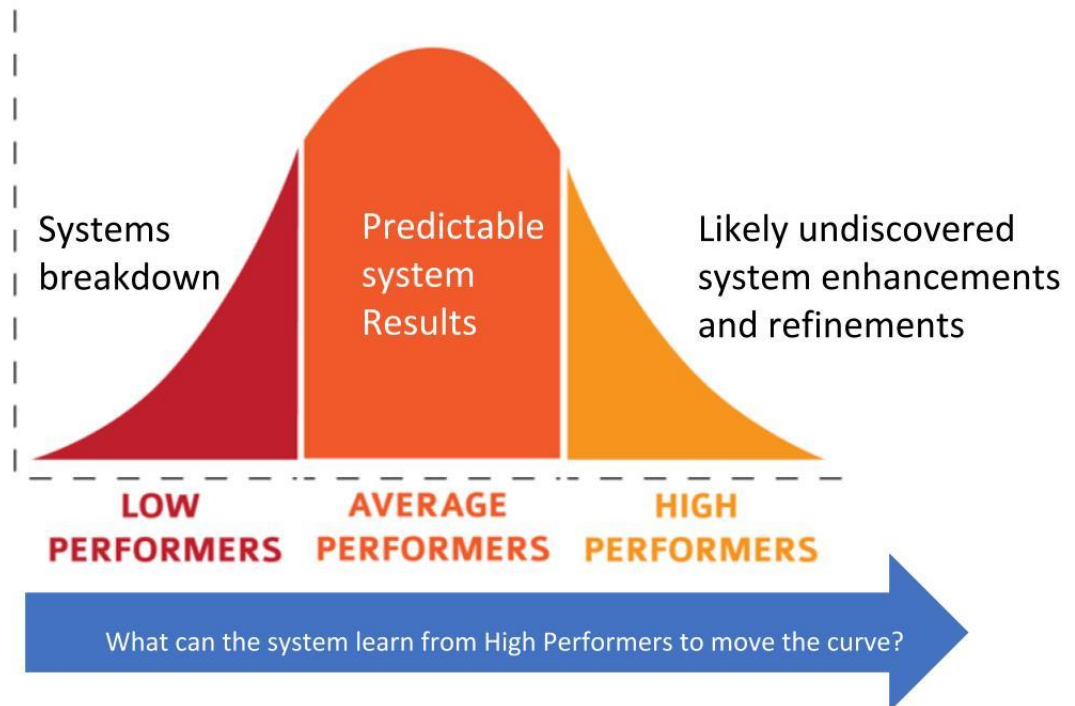 Systems
breakdown
Predictable
system
Results
Likely undiscovered
system enhancements
and refinements
LOW
PERFORMERS
AVERAGE
PERFORMERS
HIGH
PERFORMERS
What can the system learn from High Performers to move the curve?